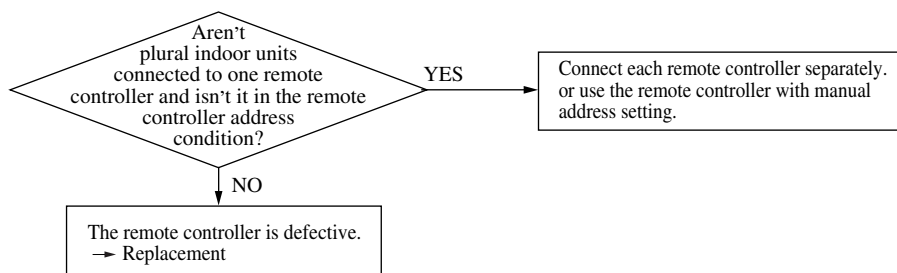 Aren't
plural indoor units
connected to one remote
controller and isn't it in the remote
controller address
condition?
YES
Connect each remote controller separately.
or use the remote controller with manual
address setting.
NO
The remote controller is defective.
→ Replacement